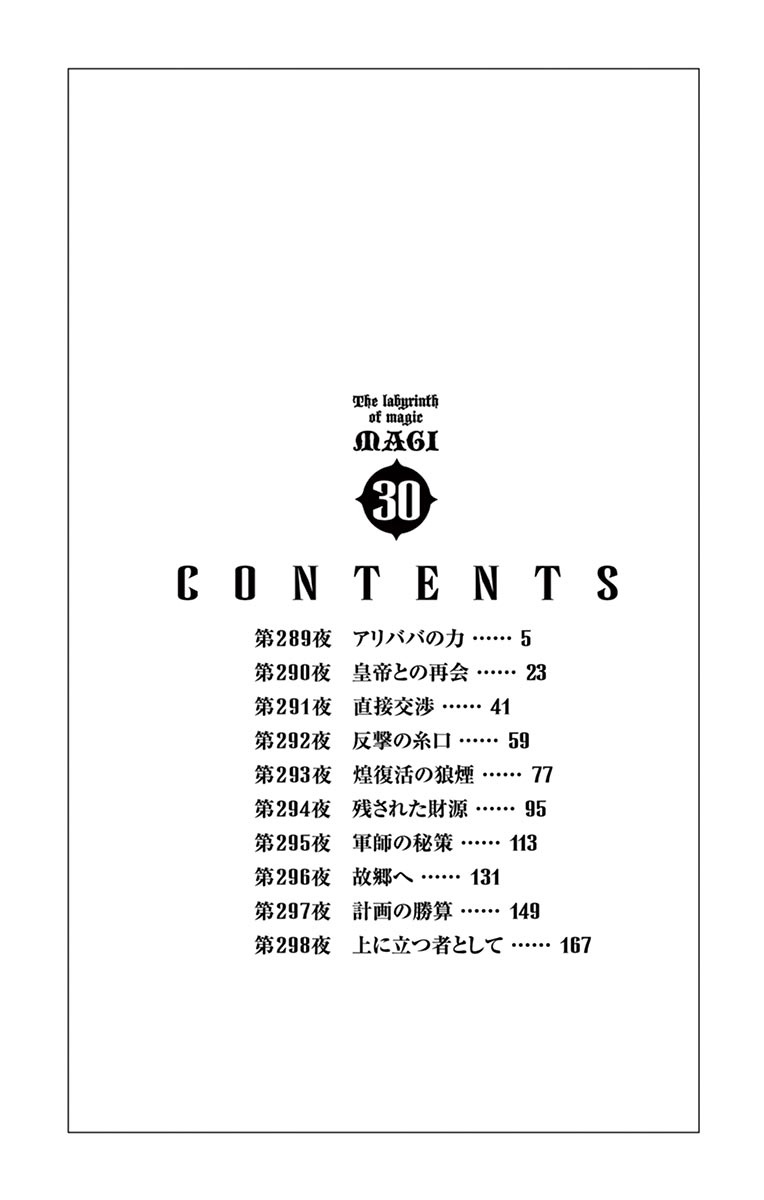 The labyrinth
of magic
MAGI
30
CONTENTS
第289夜 アリババの力 …… 5
第290夜 皇帝との再会 …… 23
第291夜 直接交渉 …… 41
第292夜 反撃の糸口 …… 59
第293夜 煌復活の狼煙 …… 77
第294夜 残された財源 …… 95
第295夜 軍師の秘策 …… 113
第296夜 故郷へ …… 131
第297夜 計画の勝算 …… 149
第298夜 上に立つ者として …… 167